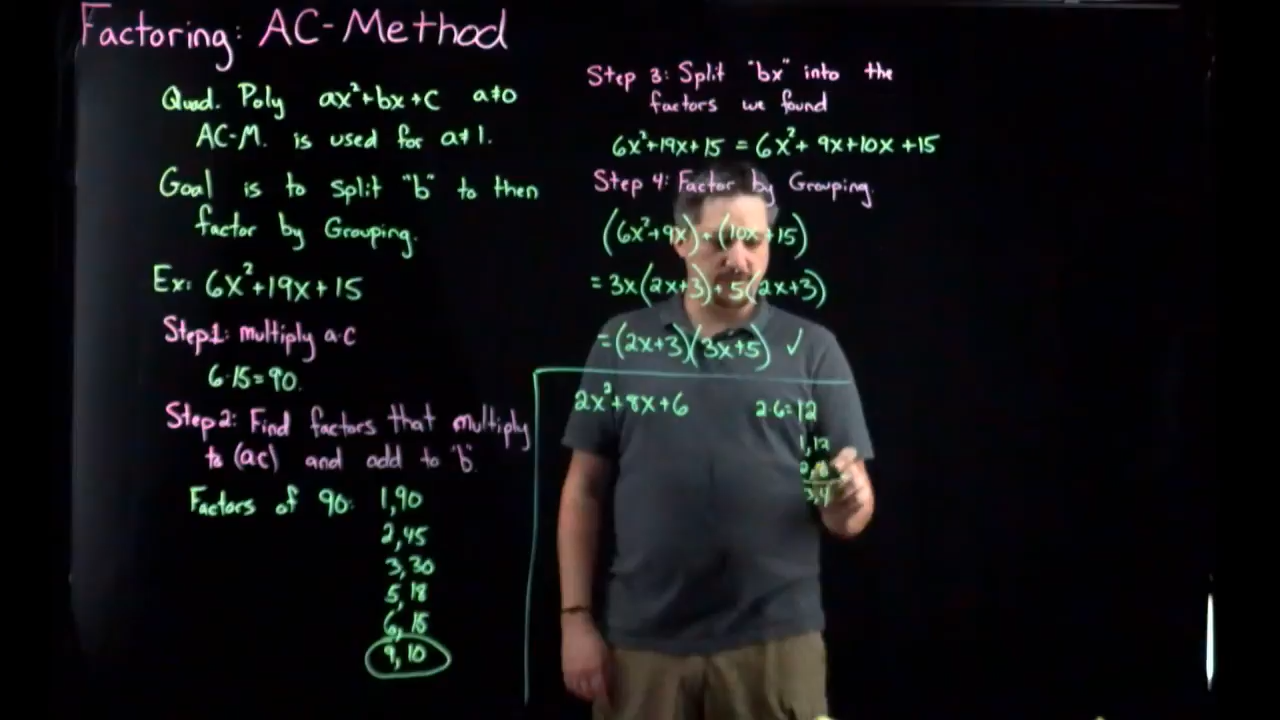 Factoring: AC-Method
Quad. Poly ax²+bx+c a≠0
AC-M. is used for a≠1.
Goal is to split "b" to then
factor by Grouping.
Ex: 6x²+19x+15
Step1: multiply a·c
6·15=90.
Step2: Find factors that multiply
to (ac) and add to "b".
Factors of 90: 1,90
2,45
3,30
5,18
6,15
9,10
Step 3: Split "bx" into the
factors we found
6x²+19x+15 = 6x²+9x+10x+15
Step 4: Factor by Grouping.
(6x²+9x)+(10x+15)
=3x(2x+3)+5(2x+3)
=(2x+3)(3x+5) ✓
2x²+8x+6 2·6=12
1,12
3,4